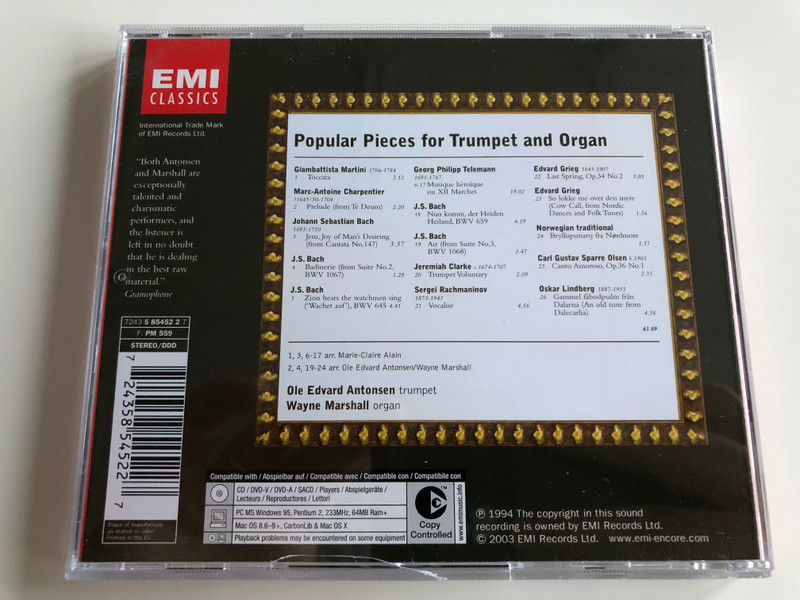 EMI
CLASSICS
International Trade Mark
of EMI Records Ltd.
"Both Antonsen
and Marshall are
exceptionally
talented and
charismatic
performers, and
the listener is
left in no doubt
that he is dealing
in the best raw
material."
Gramophone
7243 5 85452 2 7
F: PM 559
STEREO/DDD
7 24358 54522 7
Printed in the EU
Popular Pieces for Trumpet and Organ
Giambattista Martini 1706-1784
1 Toccata 2.12
Marc-Antoine Charpentier
?1645/50-1704
2 Prelude (from Te Deum) 2.20
Johann Sebastian Bach
1685-1750
3 Jesu, Joy of Man's Desiring
(from Cantata No.147) 3.37
J.S. Bach
4 Badinerie (from Suite No.2,
BWV 1067) 1.28
J.S. Bach
5 Zion hears the watchmen sing
('Wachet auf'), BWV 645 4.41
Georg Philipp Telemann
1681-1767
6-17 Musique héroïque
ou XII Marches 19.02
J.S. Bach
18 Nun komm, der Heiden
Heiland, BWV 659 4.19
J.S. Bach
19 Air (from Suite No.3,
BWV 1068) 5.47
Jeremiah Clarke c.1674-1707
20 Trumpet Voluntary 2.09
Sergei Rachmaninov
1873-1943
21 Vocalise 4.56
Edvard Grieg 1843-1907
22 Last Spring, Op.34 No.2 5.05
Edvard Grieg
23 So lokke me over den myre
(Cow Call, from Nordic
Dances and Folk Tunes) 1.56
Norwegian traditional
24 Bryllupsmarsj fra Nordmøre
1.37
Carl Gustav Sparre Olsen b.1903
25 Canto Amoroso, Op.36 No.1
2.35
Oskar Lindberg 1887-1955
26 Gammel fäbodpsalm från
Dalarna (An old tune from
Dalecarlia) 4.36
63.09
1, 3, 6-17 arr. Marie-Claire Alain
2, 4, 19-24 arr. Ole Edvard Antonsen/Wayne Marshall
Ole Edvard Antonsen trumpet
Wayne Marshall organ
Compatible with / Abspielbar auf / Compatible avec / Compatible con / Compatibile con
CD / DVD-V / DVD-A / SACD / Players / Abspielgeräte /
Lecteurs / Reproductores / Lettori
PC MS Windows 95, Pentium 2, 233MHz, 64MB Ram+
Mac OS 8.6–9+, CarbonLib & Mac OS X
Playback problems may be encountered on some equipment
Copy
Controlled
TM
www.emimusic.info
℗ 1994 The copyright in this sound
recording is owned by EMI Records Ltd.
© 2003 EMI Records Ltd. www.emi-encore.com